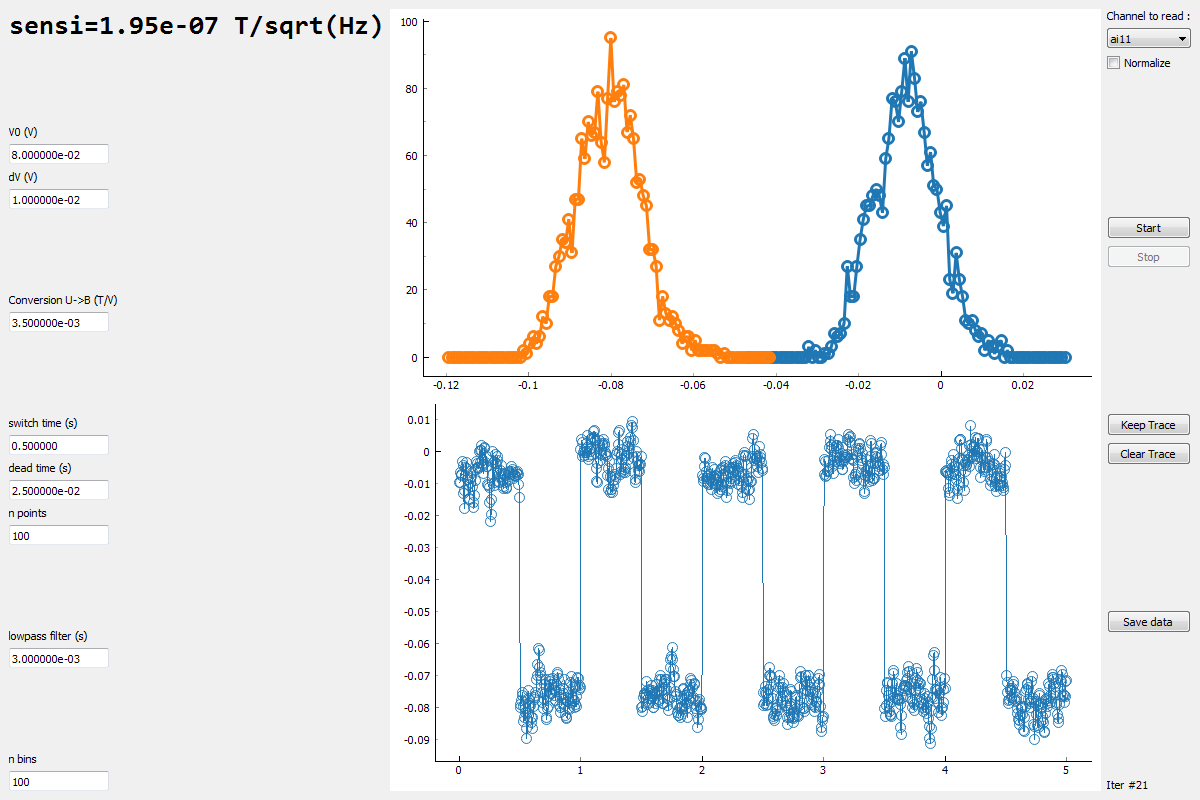 sensi=1.95e-07 T/sqrt(Hz)
V0 (V)
8.000000e-02
dV (V)
1.000000e-02
Conversion U->B (T/V)
3.500000e-03
switch time (s)
0.500000
dead time (s)
2.500000e-02
n points
100
lowpass filter (s)
3.000000e-03
n bins
100
100
80
60
40
20
0
-0.12 -0.1 -0.08 -0.06 -0.04 -0.02 0 0.02
0.01
0
-0.01
-0.02
-0.03
-0.04
-0.05
-0.06
-0.07
-0.08
-0.09
0 1 2 3 4 5
Channel to read :
ai11
Normalize
Start
Stop
Keep Trace
Clear Trace
Save data
Iter #21